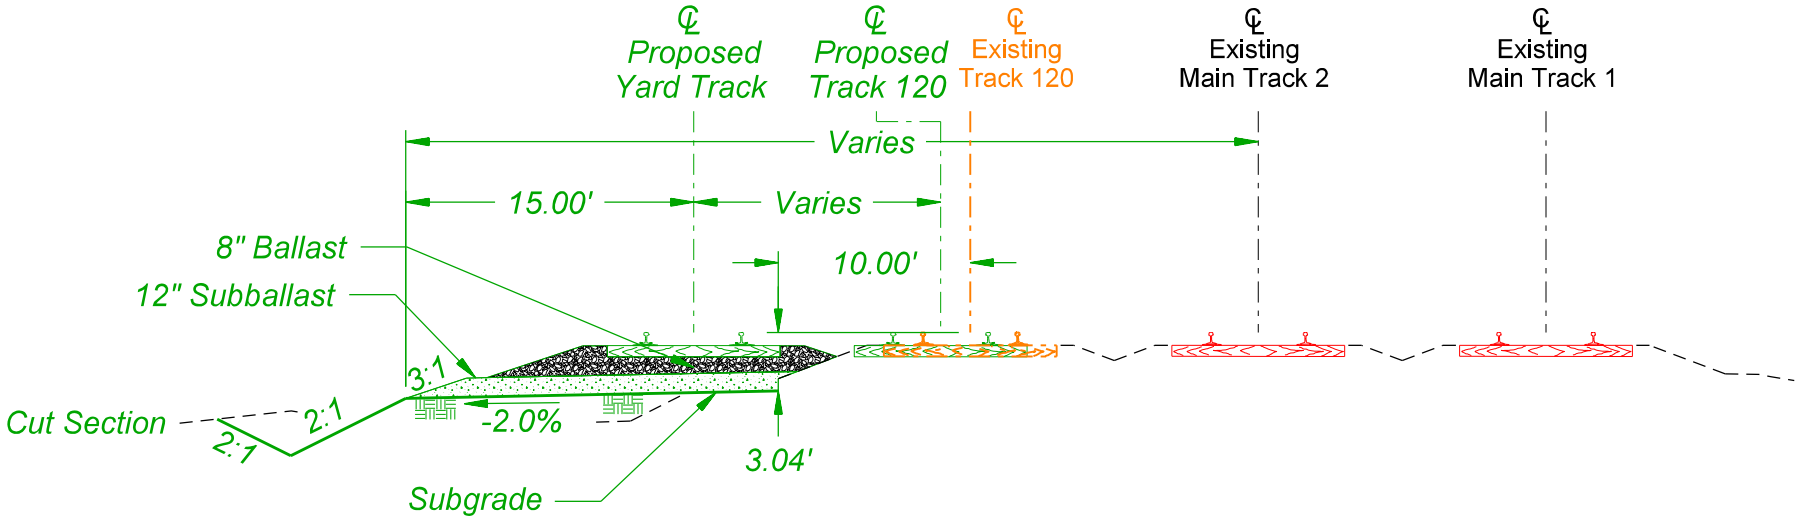 ℄
Proposed
Yard Track
℄
Proposed
Track 120
℄
Existing
Track 120
℄
Existing
Main Track 2
℄
Existing
Main Track 1
Varies
15.00'
Varies
8" Ballast
10.00'
12" Subballast
3:1
Cut Section
2:1
2:1
-2.0%
3.04'
Subgrade